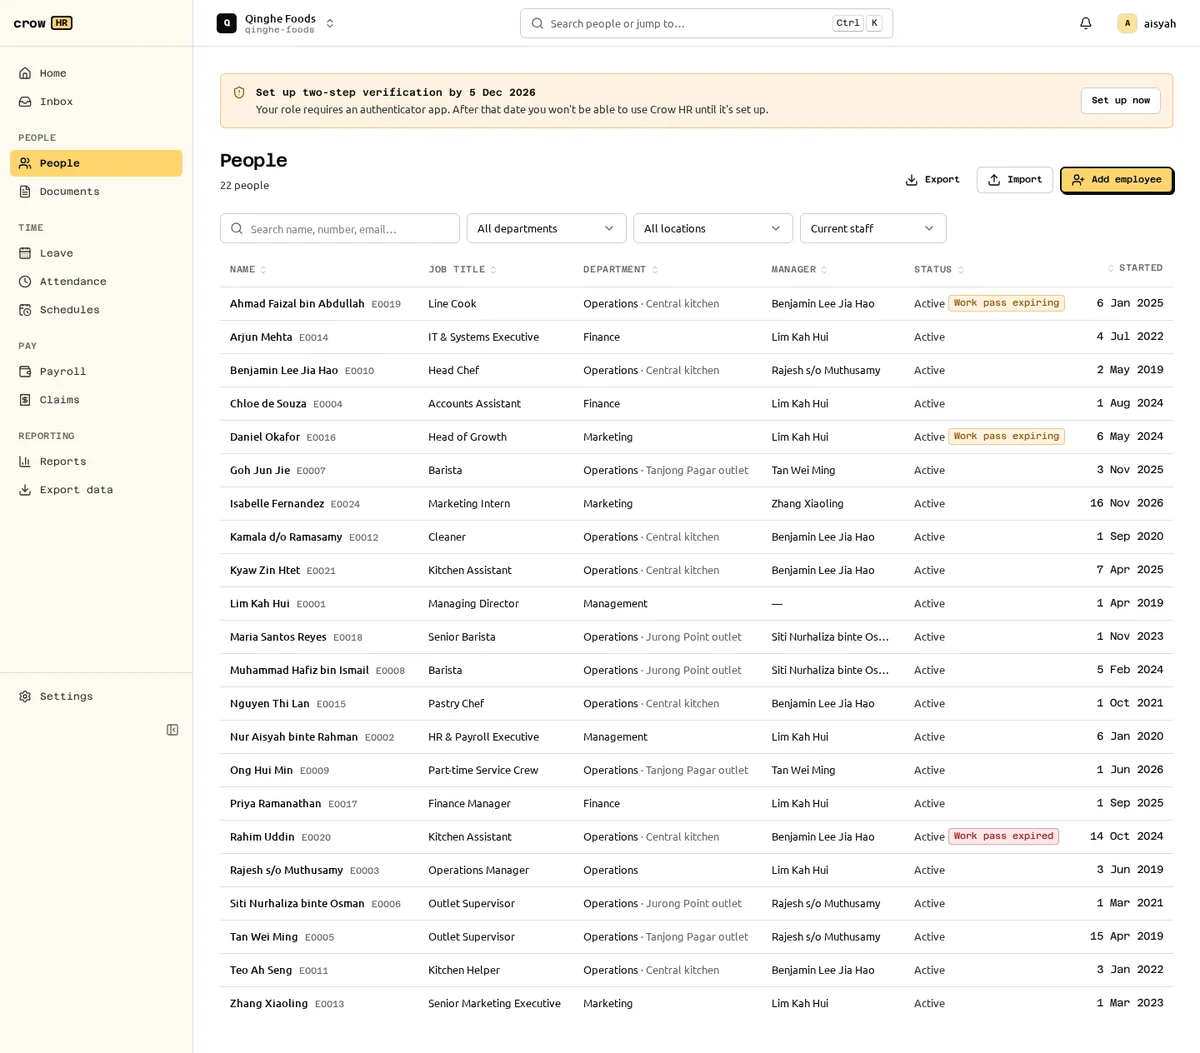 crow HR
Q Qinghe Foods
qinghe-foods
Search people or jump to… Ctrl K
A aisyah
Home
Inbox
PEOPLE
People
Documents
TIME
Leave
Attendance
Schedules
PAY
Payroll
Claims
REPORTING
Reports
Export data
Settings
Set up two-step verification by 5 Dec 2026
Your role requires an authenticator app. After that date you won't be able to use Crow HR until it's set up.
Set up now
People
22 people
Export Import Add employee
Search name, number, email… All departments All locations Current staff
NAME JOB TITLE DEPARTMENT MANAGER STATUS STARTED
Ahmad Faizal bin Abdullah E0019 Line Cook Operations · Central kitchen Benjamin Lee Jia Hao Active Work pass expiring 6 Jan 2025
Arjun Mehta E0014 IT & Systems Executive Finance Lim Kah Hui Active 4 Jul 2022
Benjamin Lee Jia Hao E0010 Head Chef Operations · Central kitchen Rajesh s/o Muthusamy Active 2 May 2019
Chloe de Souza E0004 Accounts Assistant Finance Lim Kah Hui Active 1 Aug 2024
Daniel Okafor E0016 Head of Growth Marketing Lim Kah Hui Active Work pass expiring 6 May 2024
Goh Jun Jie E0007 Barista Operations · Tanjong Pagar outlet Tan Wei Ming Active 3 Nov 2025
Isabelle Fernandez E0024 Marketing Intern Marketing Zhang Xiaoling Active 16 Nov 2026
Kamala d/o Ramasamy E0012 Cleaner Operations · Central kitchen Benjamin Lee Jia Hao Active 1 Sep 2020
Kyaw Zin Htet E0021 Kitchen Assistant Operations · Central kitchen Benjamin Lee Jia Hao Active 7 Apr 2025
Lim Kah Hui E0001 Managing Director Management — Active 1 Apr 2019
Maria Santos Reyes E0018 Senior Barista Operations · Jurong Point outlet Siti Nurhaliza binte Os… Active 1 Nov 2023
Muhammad Hafiz bin Ismail E0008 Barista Operations · Jurong Point outlet Siti Nurhaliza binte Os… Active 5 Feb 2024
Nguyen Thi Lan E0015 Pastry Chef Operations · Central kitchen Benjamin Lee Jia Hao Active 1 Oct 2021
Nur Aisyah binte Rahman E0002 HR & Payroll Executive Management Lim Kah Hui Active 6 Jan 2020
Ong Hui Min E0009 Part-time Service Crew Operations · Tanjong Pagar outlet Tan Wei Ming Active 1 Jun 2026
Priya Ramanathan E0017 Finance Manager Finance Lim Kah Hui Active 1 Sep 2025
Rahim Uddin E0020 Kitchen Assistant Operations · Central kitchen Benjamin Lee Jia Hao Active Work pass expired 14 Oct 2024
Rajesh s/o Muthusamy E0003 Operations Manager Operations Lim Kah Hui Active 3 Jun 2019
Siti Nurhaliza binte Osman E0006 Outlet Supervisor Operations · Jurong Point outlet Rajesh s/o Muthusamy Active 1 Mar 2021
Tan Wei Ming E0005 Outlet Supervisor Operations · Tanjong Pagar outlet Rajesh s/o Muthusamy Active 15 Apr 2019
Teo Ah Seng E0011 Kitchen Helper Operations · Central kitchen Benjamin Lee Jia Hao Active 3 Jan 2022
Zhang Xiaoling E0013 Senior Marketing Executive Marketing Lim Kah Hui Active 1 Mar 2023